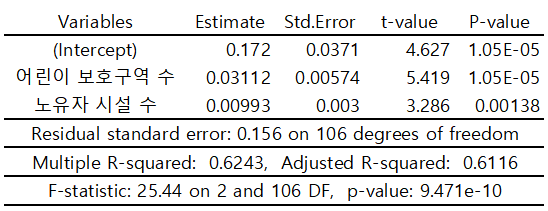 Variables Estimate Std.Error t-value P-value
(Intercept) 0.172 0.0371 4.627 1.05E-05
어린이 보호구역 수 0.03112 0.00574 5.419 1.05E-05
노유자 시설 수 0.00993 0.003 3.286 0.00138
Residual standard error: 0.156 on 106 degrees of freedom
Multiple R-squared: 0.6243, Adjusted R-squared: 0.6116
F-statistic: 25.44 on 2 and 106 DF, p-value: 9.471e-10